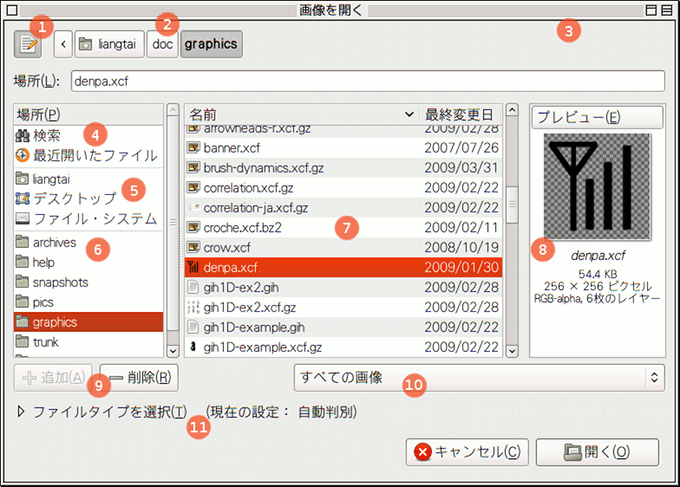 画像を開く
1
2
3
liangtai doc graphics
場所(L): denpa.xcf
場所(P)
4
検索
最近開いたファイル
liangtai
5
デスクトップ
ファイル・システム
6
archives
help
snapshots
pics
graphics
trunk
名前 最終変更日
arrowheads-r.xcf.gz 2009/02/28
banner.xcf 2007/07/26
brush-dynamics.xcf.gz 2009/03/31
correlation.xcf.gz 2009/02/22
correlation-ja.xcf.gz 2009/02/22
croche.xcf.bz2 2009/02/11
7
crow.xcf 2008/10/19
denpa.xcf 2009/01/30
gih1D-ex2.gih 2009/02/28
gih1D-ex2.xcf.gz 2009/02/28
gih1D-example.gih 2009/02/22
gih1D-example.xcf.gz 2009/02/22
プレビュー(E)
8
denpa.xcf
54.4 KB
256 × 256 ピクセル
RGB-alpha, 6枚のレイヤー
追加(A) 削除(R)
9
すべての画像
10
ファイルタイプを選択(T) (現在の設定: 自動判別)
11
キャンセル(C) 開く(O)